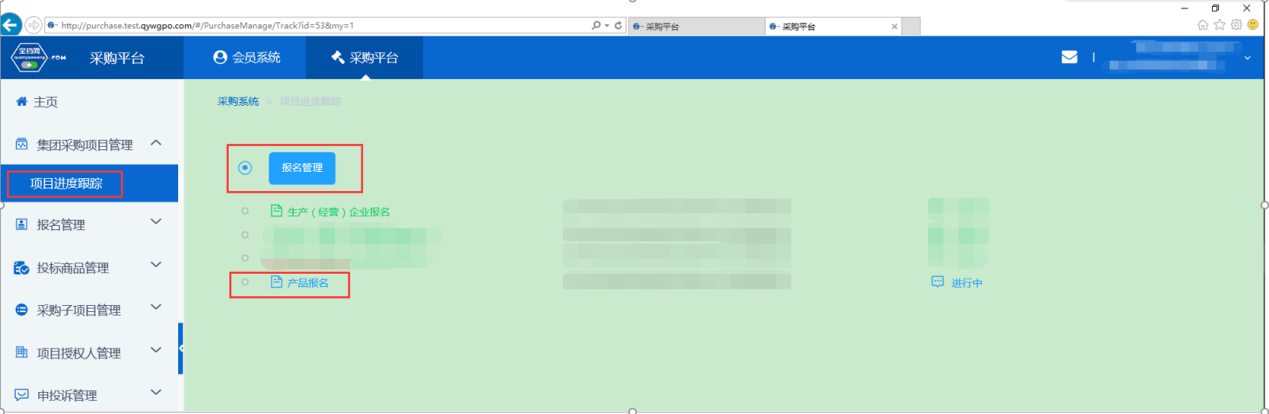 http://purchase.test.qywgpo.com/#/PurchaseManage/Track?id=53&my=1
采购平台
采购平台
全药网
.COM
采购平台
会员系统
采购平台
主页
采购系统 > 项目进度跟踪
集团采购项目管理
报名管理
项目进度跟踪
生产（经营）企业报名
报名管理
投标商品管理
产品报名
进行中
采购子项目管理
项目授权人管理
申投诉管理